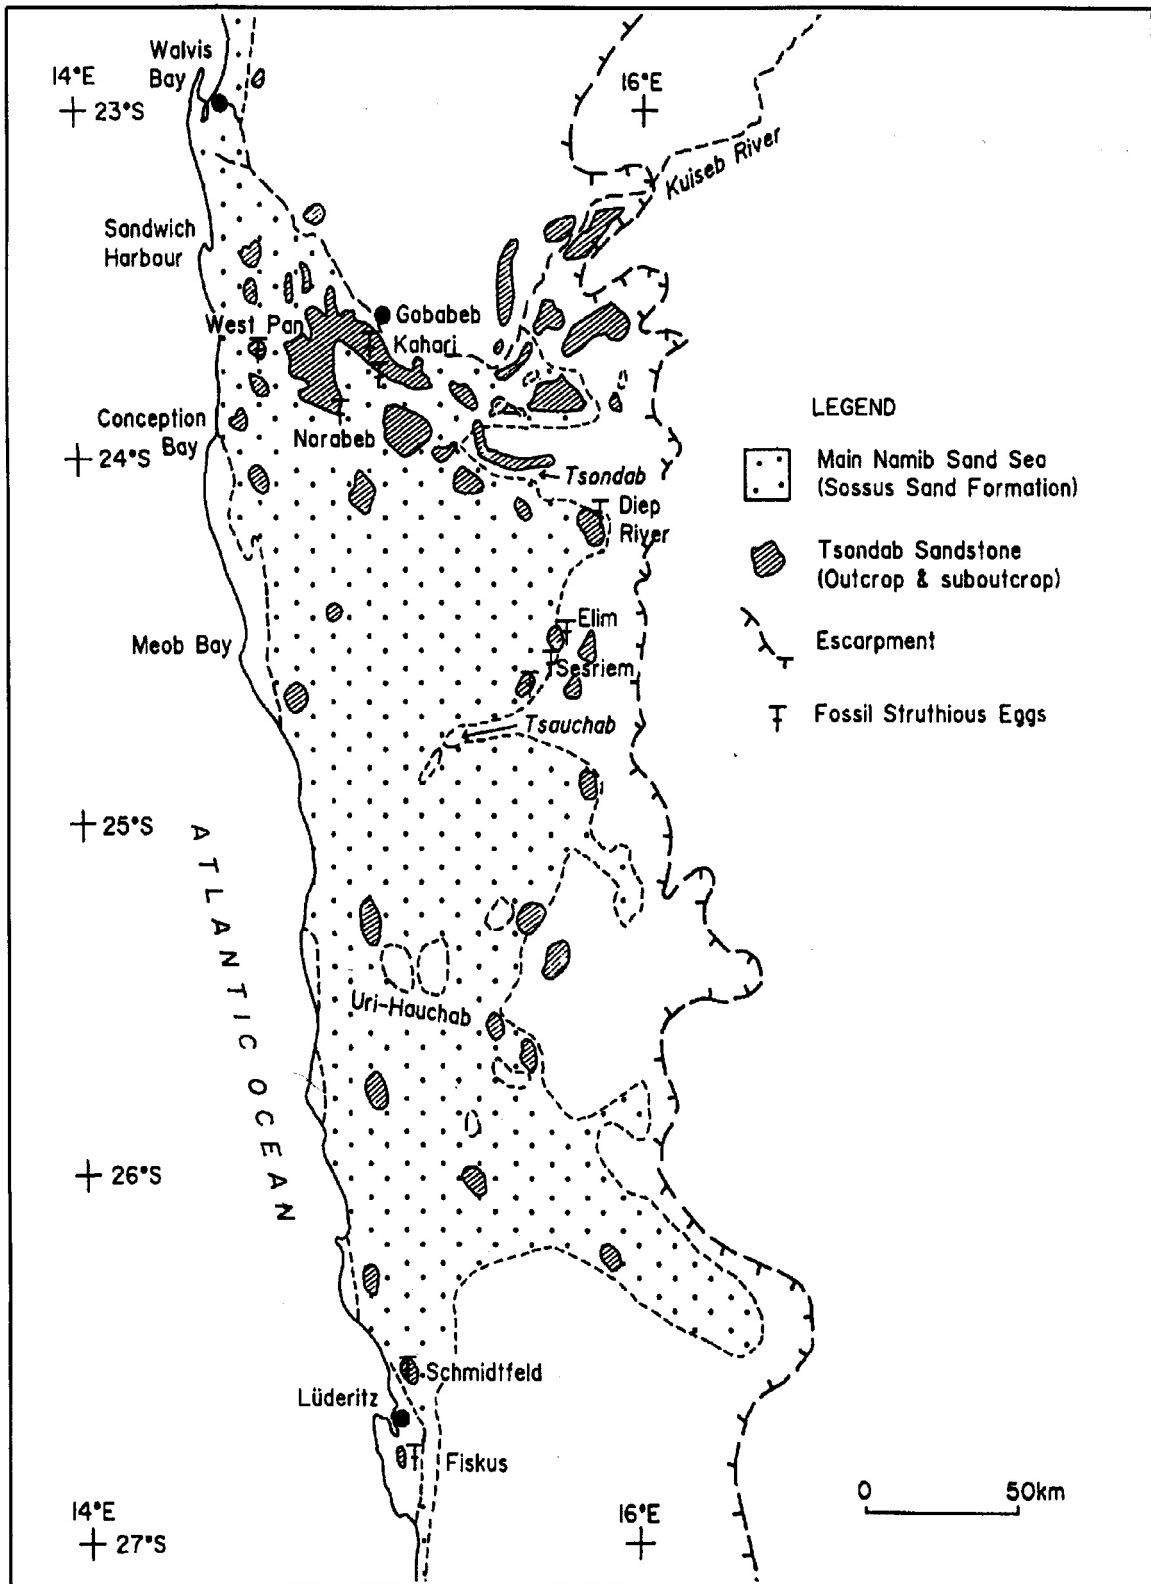 Walvis
Bay
14°E
23°S
16°E
Kuiseb River
Sandwich
Harbour
Gobabeb
West Pan
Kahari
Conception
Bay
Narabeb
24°S
Tsondab
Diep
River
LEGEND
Main Namib Sand Sea
(Sossus Sand Formation)
Tsondab Sandstone
(Outcrop & suboutcrop)
Escarpment
Fossil Struthious Eggs
Elim
Meob Bay
Sesriem
Tsauchab
25°S
ATLANTIC OCEAN
Uri-Hauchab
26°S
Schmidtfeld
Lüderitz
Fiskus
0 50km
14°E
27°S
16°E